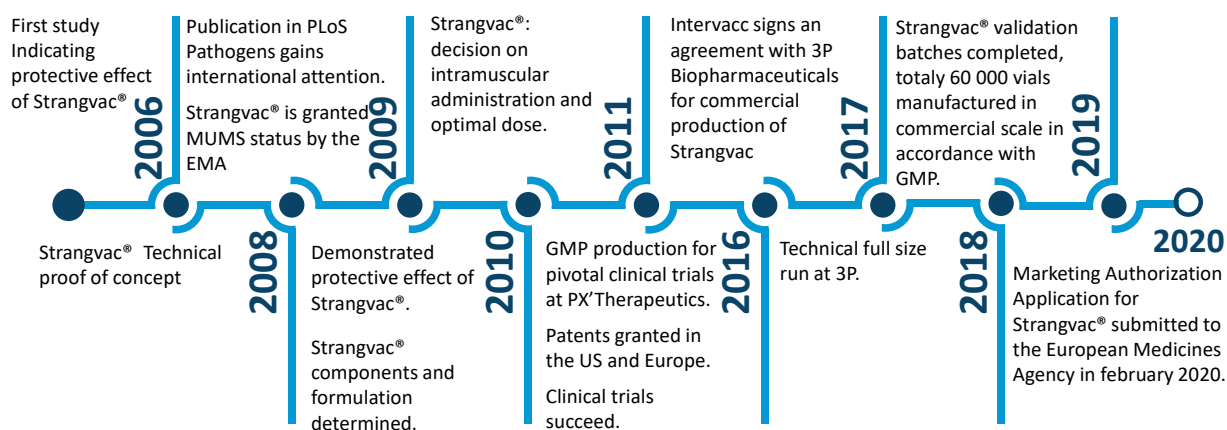 First study
Indicating
protective effect
of Strangvac®
2006
Publication in PLoS
Pathogens gains
international attention.
Strangvac® is granted
MUMS status by the
EMA
2009
Strangvac®:
decision on
intramuscular
administration and
optimal dose.
2011
Intervacc signs an
agreement with 3P
Biopharmaceuticals
for commercial
production of
Strangvac
2017
Strangvac® validation
batches completed,
totaly 60 000 vials
manufactured in
commercial scale in
accordance with
GMP.
2019
Strangvac® Technical
proof of concept
2008
Demonstrated
protective effect of
Strangvac®.
Strangvac®
components and
formulation
determined.
2010
GMP production for
pivotal clinical trials
at PX'Therapeutics.
Patents granted in
the US and Europe.
Clinical trials
succeed.
2016
Technical full size
run at 3P.
2018
2020
Marketing Authorization
Application for
Strangvac® submitted to
the European Medicines
Agency in february 2020.